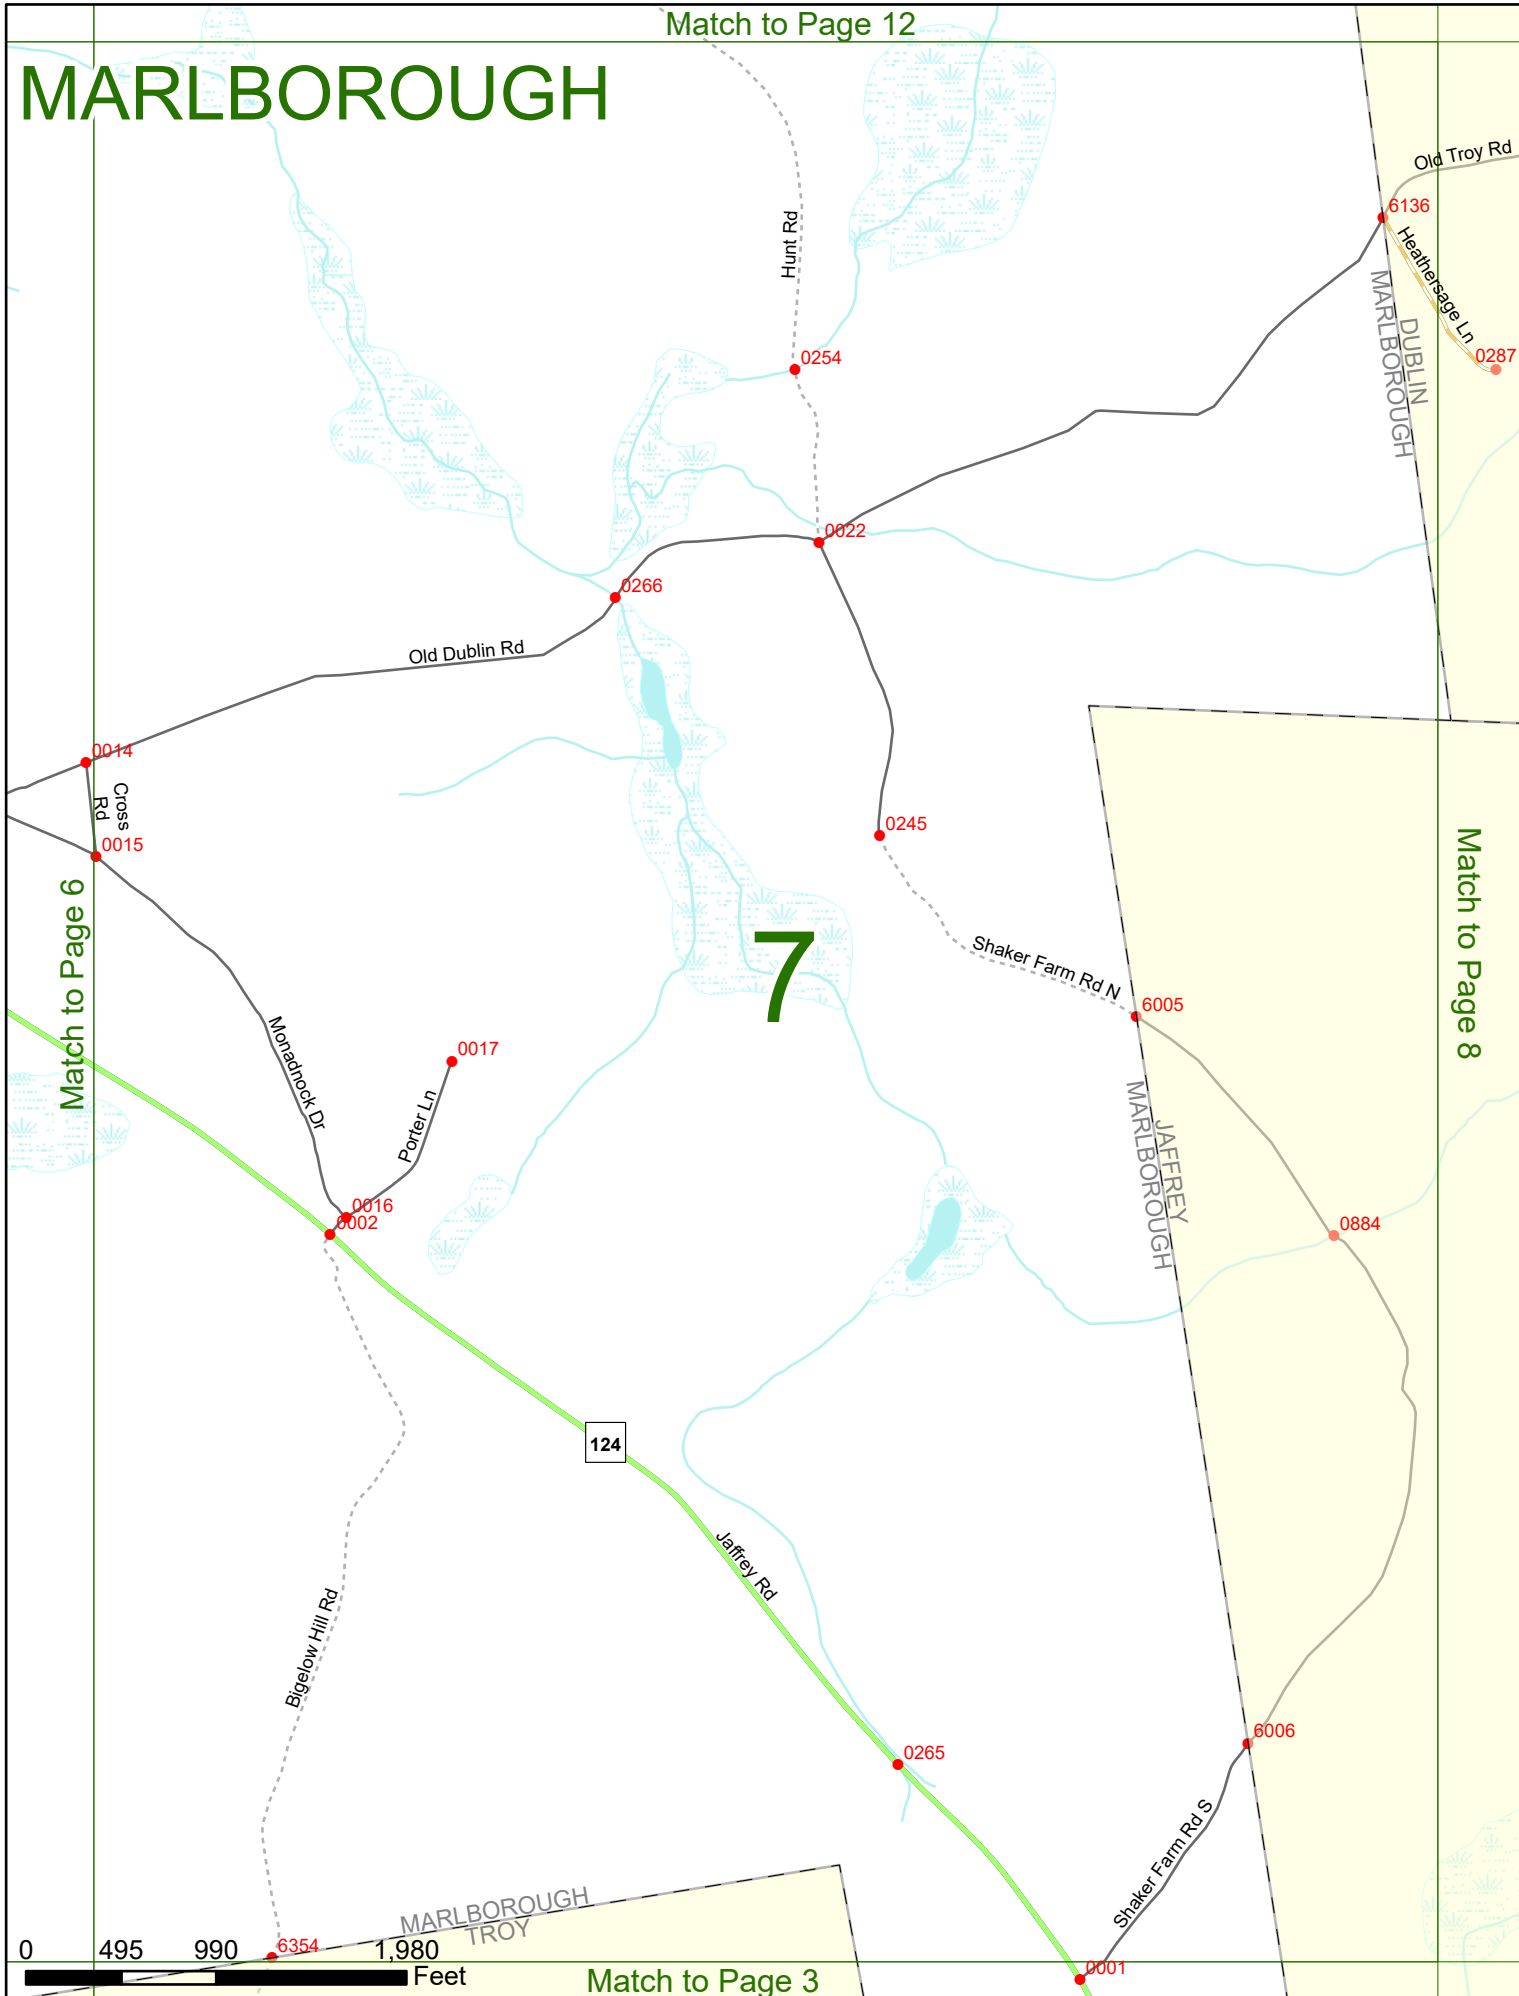 Match to Page 12
MARLBOROUGH
Old Troy Rd
6136
Heathersage Ln
Hunt Rd
DUBLIN
MARLBOROUGH
0287
0254
0022
0266
Old Dublin Rd
0014
Cross
Rd
0015
0245
Match to Page 6
Match to Page 8
7
Shaker Farm Rd N
6005
Monadnock Dr
0017
Porter Ln
JAFFREY
MARLBOROUGH
0016
6002
0884
124
Jaffrey Rd
Bigelow Hill Rd
6006
0265
Shaker Farm Rd S
MARLBOROUGH
TROY
6354
0 495 990 1,980
Feet
0001
Match to Page 3